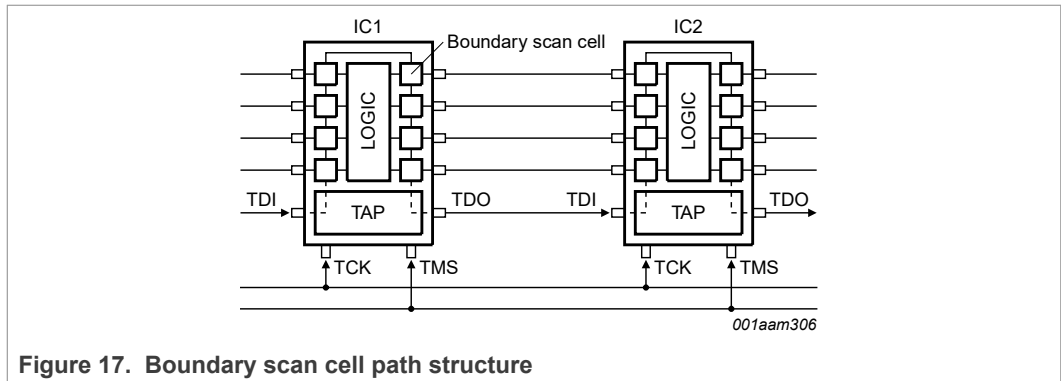 IC1
IC2
Boundary scan cell
LOGIC
LOGIC
TDI
TAP
TDO
TDI
TAP
TDO
TCK
TMS
TCK
TMS
001aam306
Figure 17. Boundary scan cell path structure